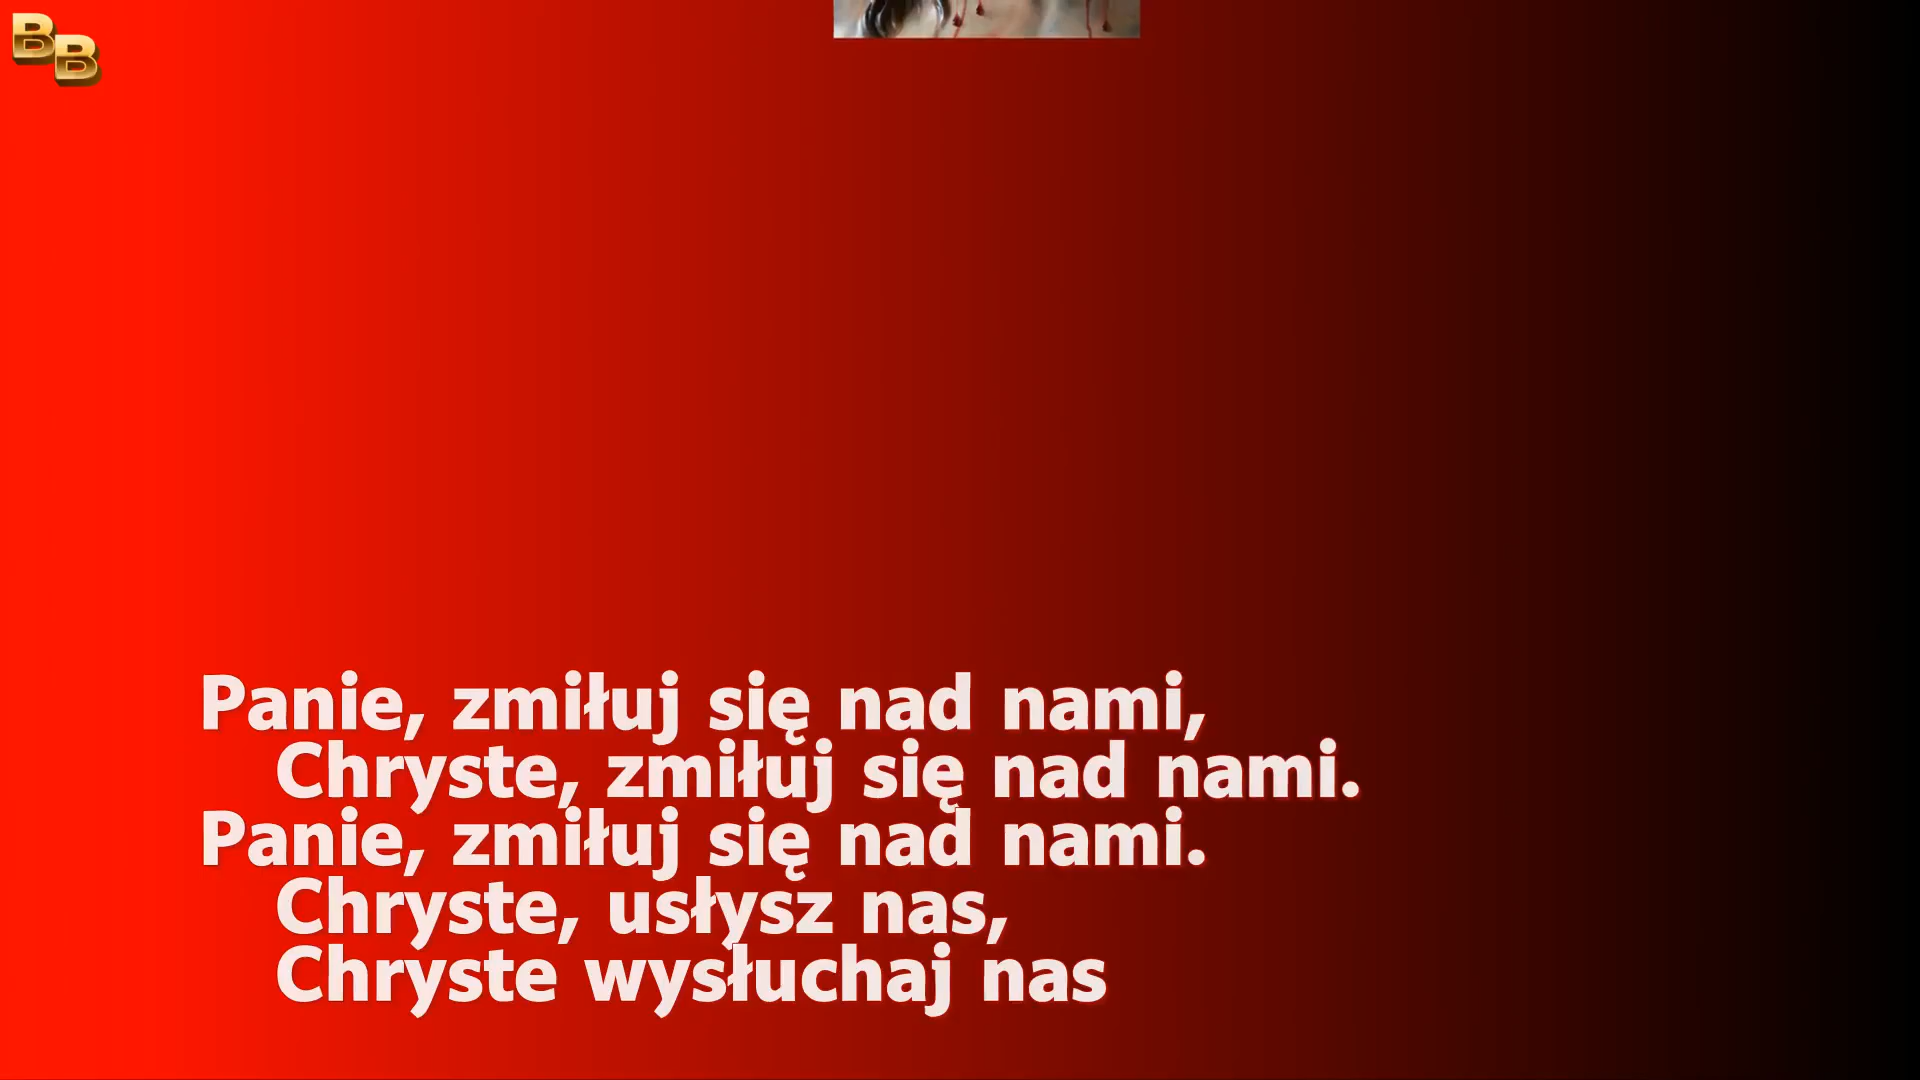 BB
Panie, zmiłuj się nad nami,
Chryste, zmiłuj się nad nami.
Panie, zmiłuj się nad nami.
Chryste, usłysz nas,
Chryste wysłuchaj nas